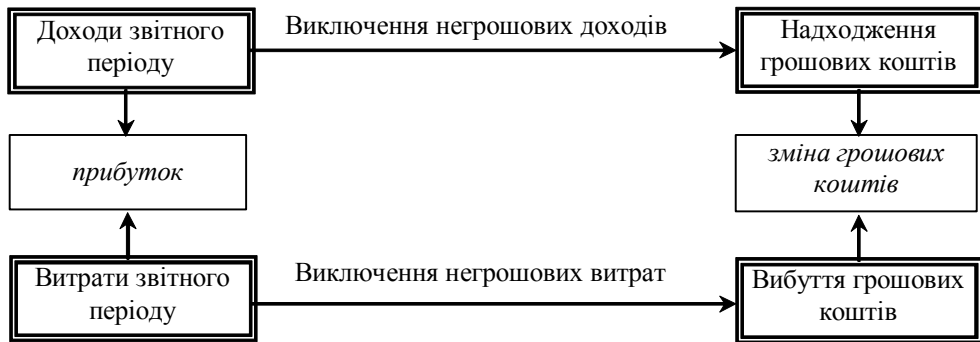 Доходи звітного
періоду
Виключення негрошових доходів
Надходження
грошових коштів
прибуток
зміна грошових
коштів
Витрати звітного
періоду
Виключення негрошових витрат
Вибуття грошових
коштів